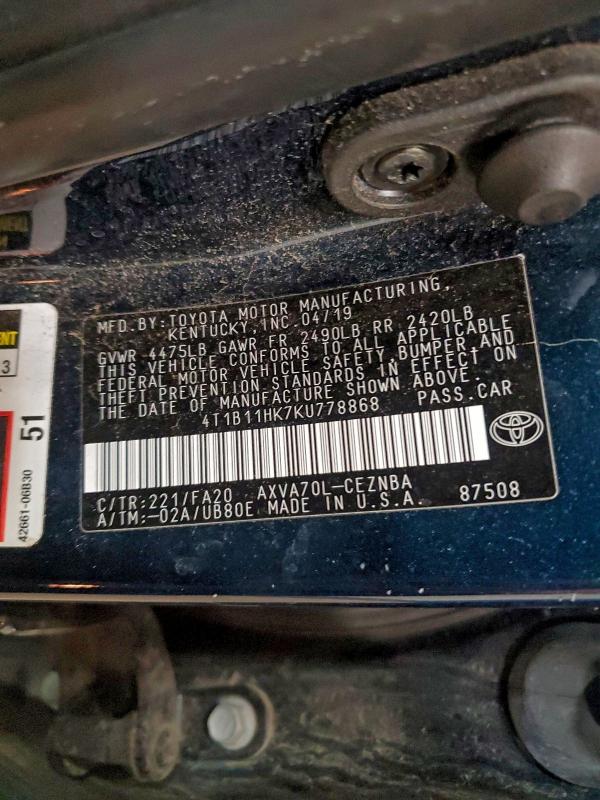 MFD.BY:TOYOTA MOTOR MANUFACTURING,
KENTUCKY, INC. 04/19
GVWR 4475LB GAWR FR 2490LB RR 2420LB
THIS VEHICLE CONFORMS TO ALL APPLICABLE
FEDERAL MOTOR VEHICLE SAFETY, BUMPER AND
THEFT PREVENTION STANDARDS IN EFFECT ON
THE DATE OF MANUFACTURE SHOWN ABOVE.
4T1B11HK7KU778868 PASS.CAR
C/TR:221/FA20 AXVA70L-CEZNBA
A/TM:-02A/UB80E MADE IN U.S.A. 87508
51
42661-06B30